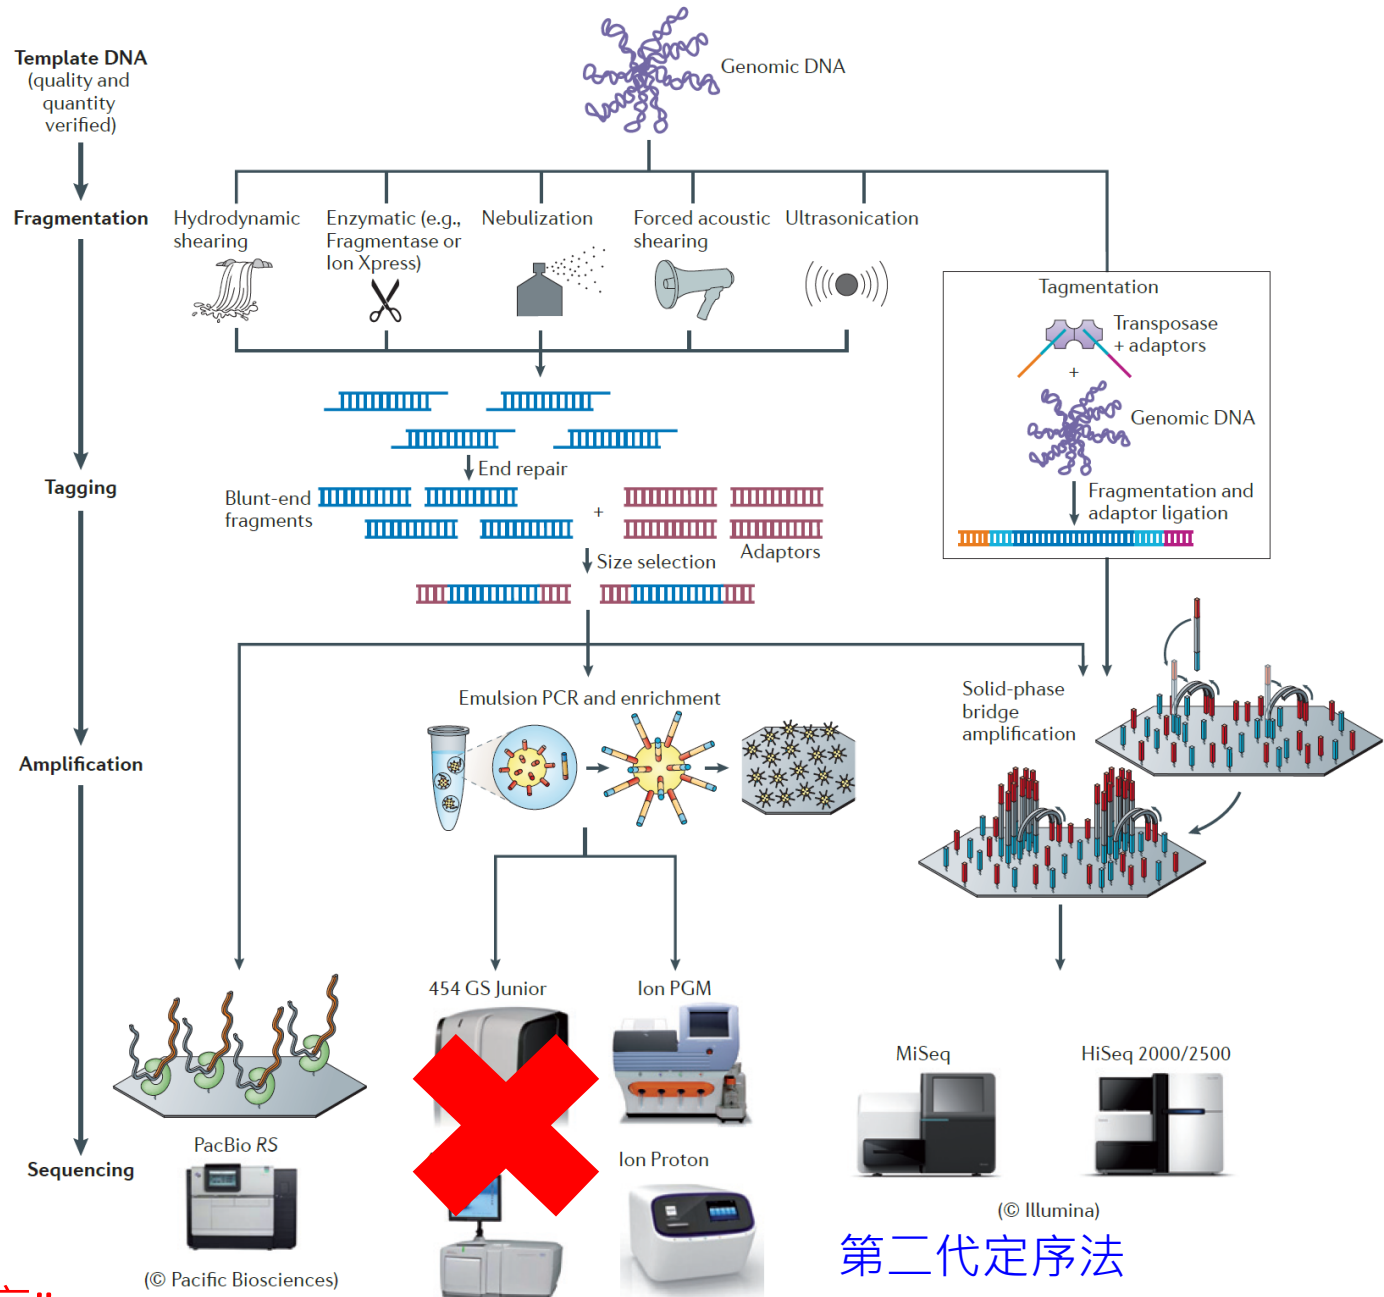 Template DNA
(quality and
quantity
verified)
Genomic DNA
Fragmentation
Hydrodynamic
shearing
Enzymatic (e.g.,
Fragmentase or
Ion Xpress)
Nebulization
Forced acoustic
shearing
Ultrasonication
Tagmentation
Transposase
+ adaptors
+
Genomic DNA
Fragmentation and
adaptor ligation
End repair
Tagging
Blunt-end
fragments
+
Adaptors
Size selection
Emulsion PCR and enrichment
Solid-phase
bridge
amplification
Amplification
454 GS Junior
Ion PGM
MiSeq
HiSeq 2000/2500
PacBio RS
Ion Proton
Sequencing
(© Illumina)
第二代定序法
(© Pacific Biosciences)